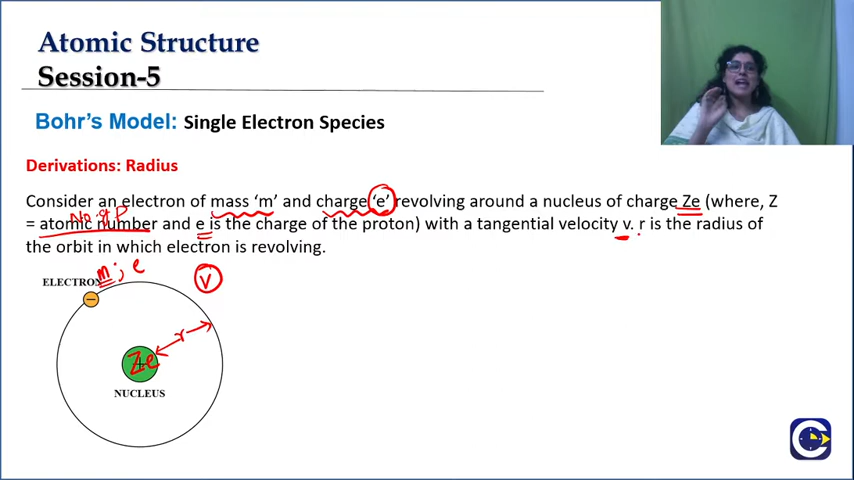 Atomic Structure
Session-5
Bohr's Model: Single Electron Species
Derivations: Radius
Consider an electron of mass 'm' and charge 'e' revolving around a nucleus of charge Ze (where, Z
No. of P
= atomic number and e is the charge of the proton) with a tangential velocity v. r is the radius of
the orbit in which electron is revolving.
ELECTRON m; e
v
r
Ze
NUCLEUS